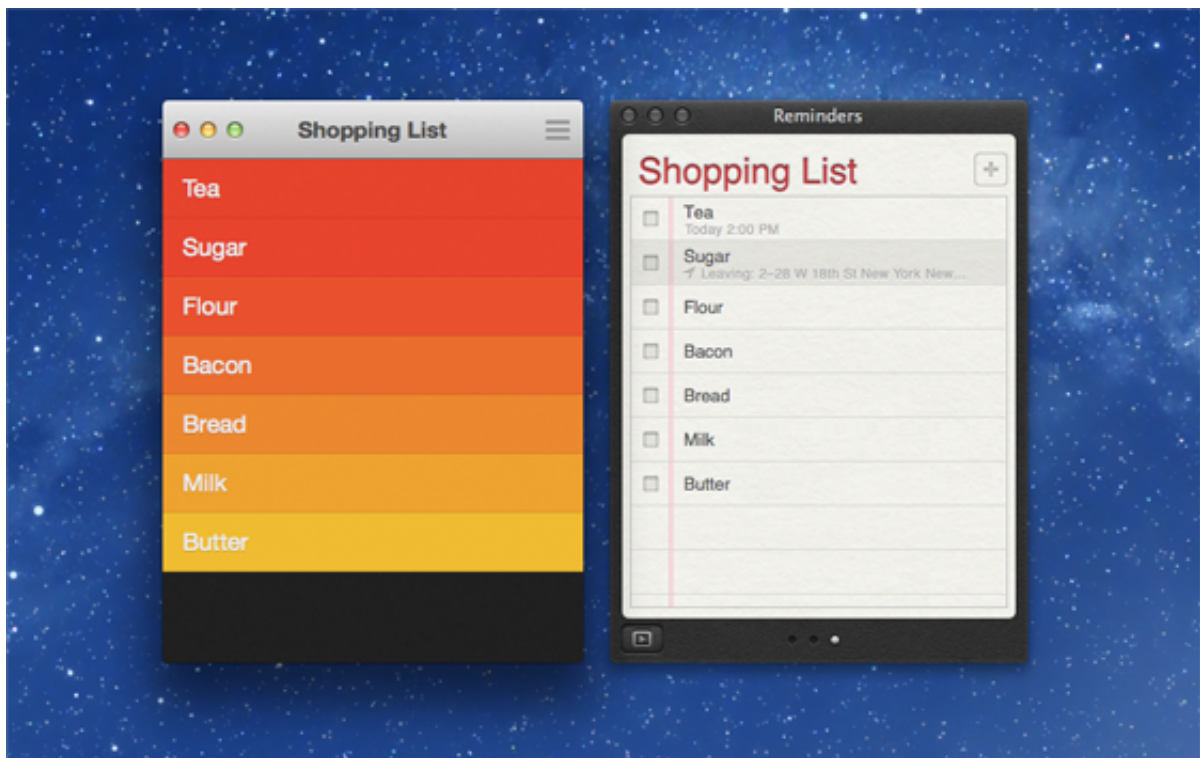 Shopping List
Tea
Sugar
Flour
Bacon
Bread
Milk
Butter
Reminders
Shopping List
Tea
Today 2:00 PM
Sugar
Leaving: 2–28 W 18th St New York New...
Flour
Bacon
Bread
Milk
Butter